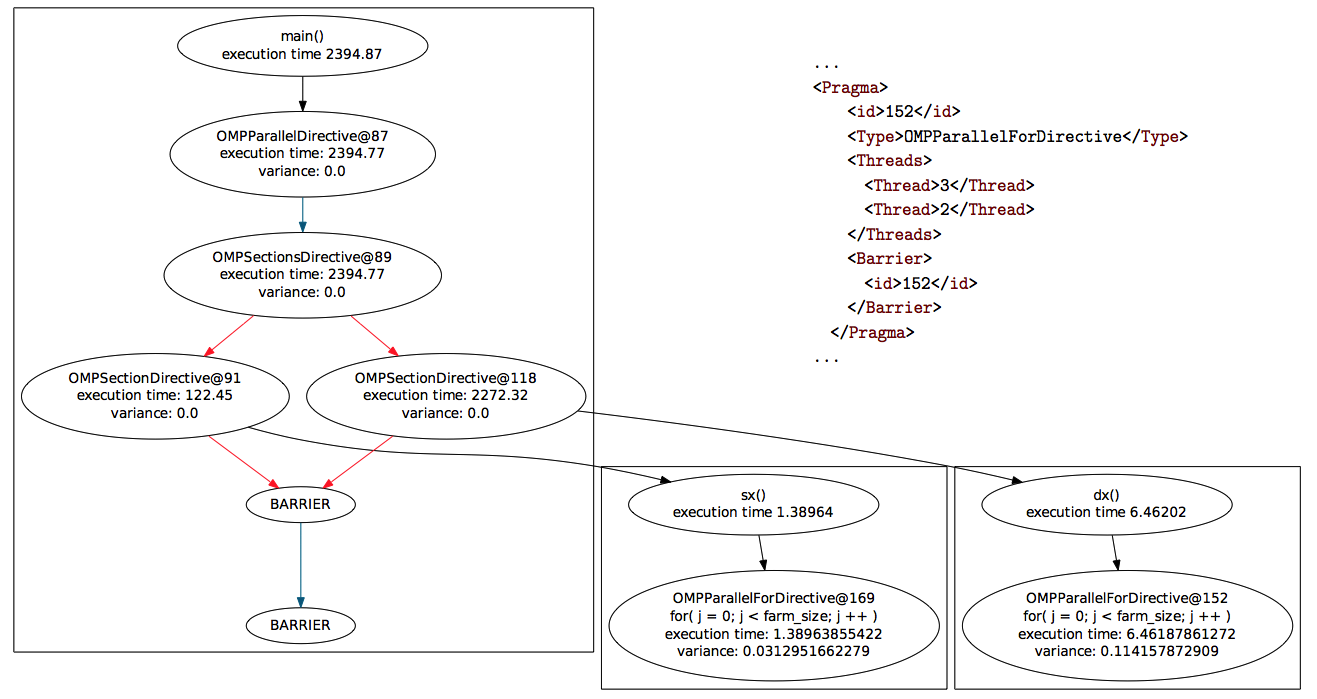 main()
execution time 2394.87
OMPParallelDirective@87
execution time: 2394.77
variance: 0.0
OMPSectionsDirective@89
execution time: 2394.77
variance: 0.0
OMPSectionDirective@91
execution time: 122.45
variance: 0.0
OMPSectionDirective@118
execution time: 2272.32
variance: 0.0
BARRIER
BARRIER
sx()
execution time 1.38964
OMPParallelForDirective@169
for( j = 0; j < farm_size; j ++ )
execution time: 1.38963855422
variance: 0.0312951662279
dx()
execution time 6.46202
OMPParallelForDirective@152
for( j = 0; j < farm_size; j ++ )
execution time: 6.46187861272
variance: 0.114157872909
...
<Pragma>
<id>152</id>
<Type>OMPParallelForDirective</Type>
<Threads>
<Thread>3</Thread>
<Thread>2</Thread>
</Threads>
<Barrier>
<id>152</id>
</Barrier>
</Pragma>
...